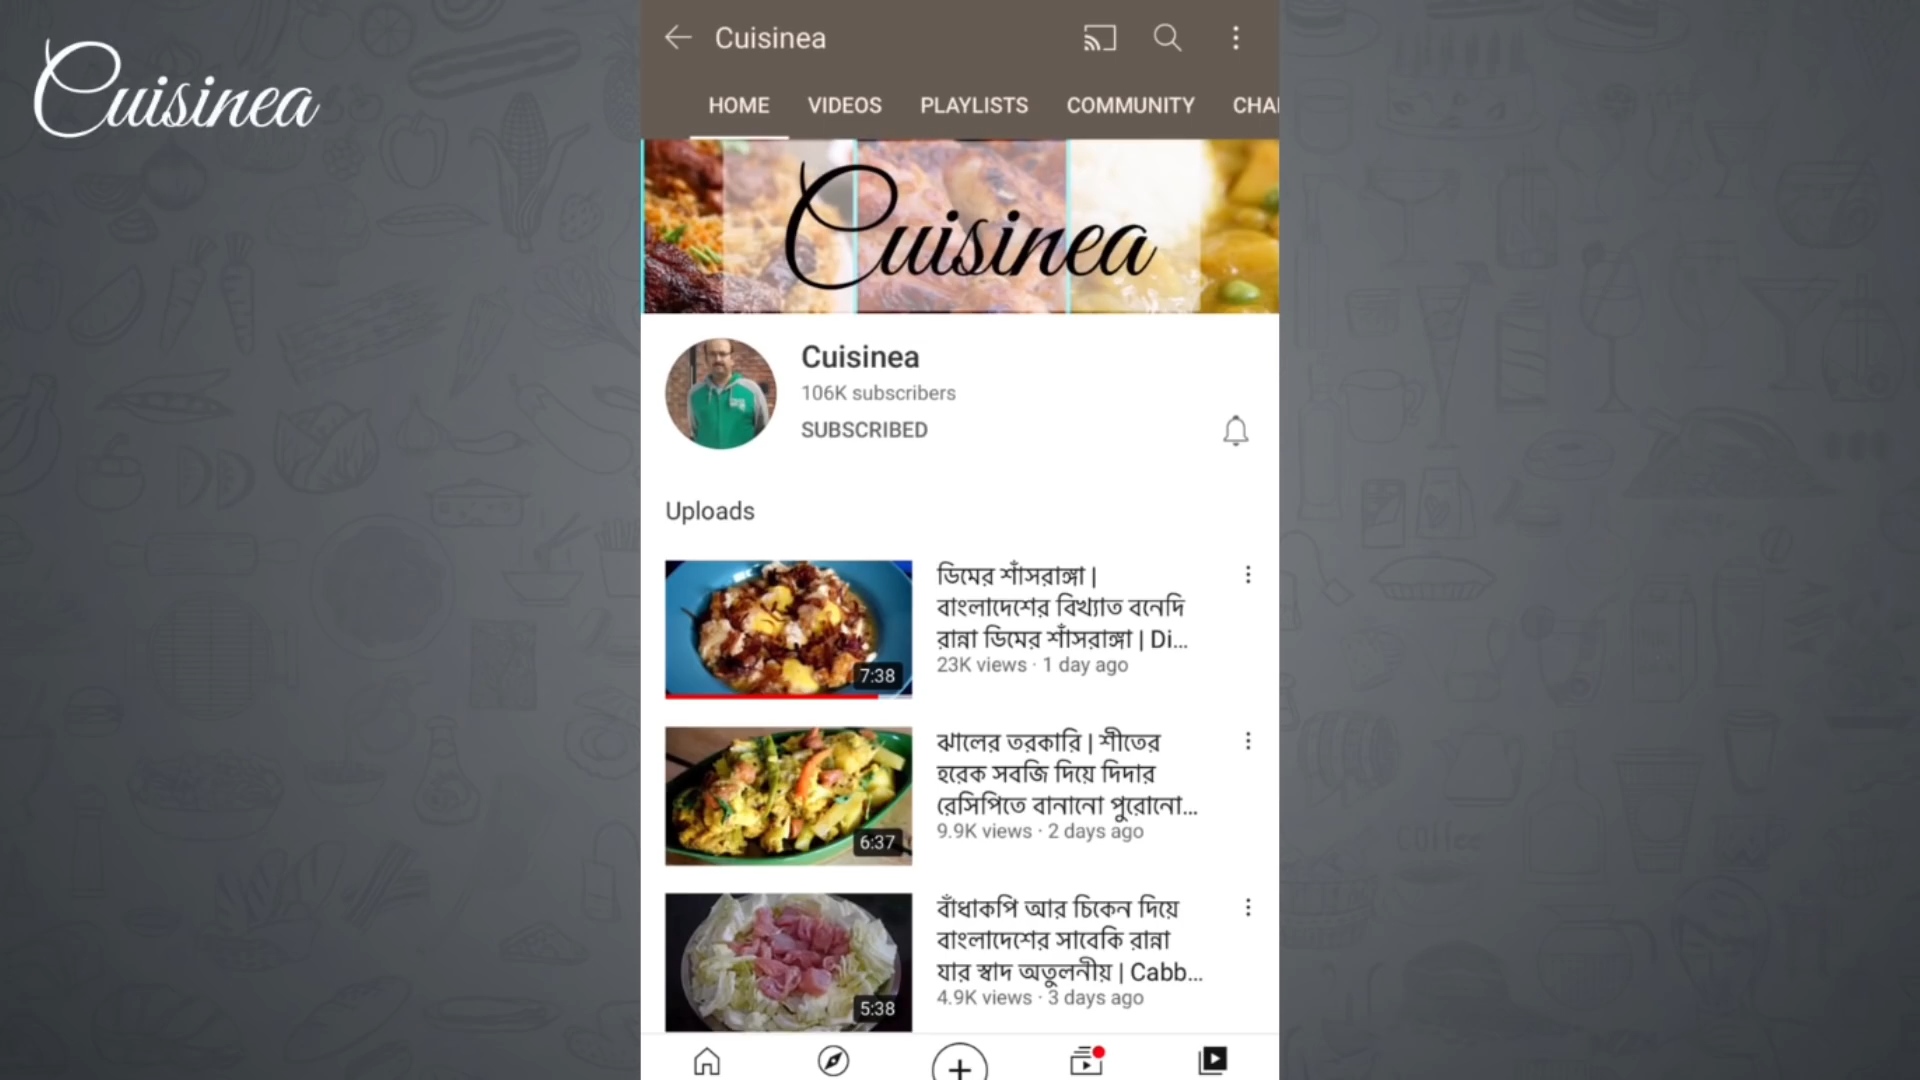 Cuisinea
Cuisinea
HOME VIDEOS PLAYLISTS COMMUNITY CHA
Cuisinea
Cuisinea
106K subscribers
SUBSCRIBED
Uploads
ডিমের শাঁসরাঙ্গা |
বাংলাদেশের বিখ্যাত বনেদি
রান্না ডিমের শাঁসরাঙ্গা | Di...
23K views · 1 day ago
7:38
ঝালের তরকারি | শীতের
হরেক সবজি দিয়ে দিদার
রেসিপিতে বানানো পুরোনো...
9.9K views · 2 days ago
6:37
বাঁধাকপি আর চিকেন দিয়ে
বাংলাদেশের সাবেকি রান্না
যার স্বাদ অতুলনীয় | Cabb...
4.9K views · 3 days ago
5:38
coffee